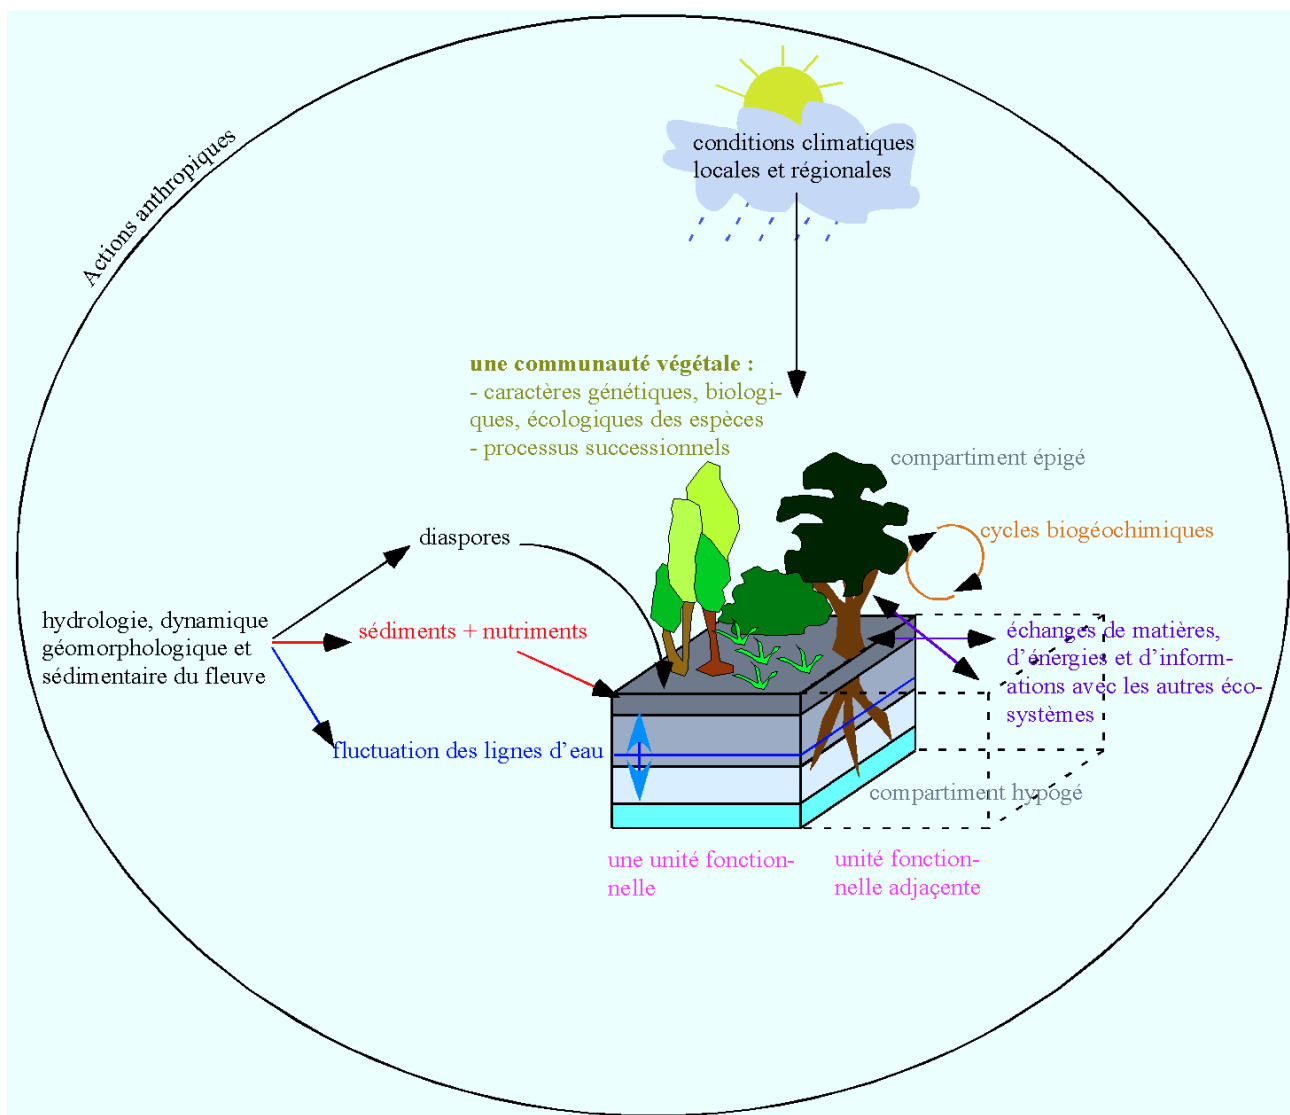 Actions anthropiques
conditions climatiques
locales et régionales
une communauté végétale :
- caractères génétiques, biologi-
ques, écologiques des espèces
- processus successionnels
compartiment épigé
cycles biogéochimiques
diaspores
hydrologie, dynamique
géomorphologique et
sédimentaire du fleuve
sédiments + nutriments
échanges de matières,
d'énergies et d'inform-
ations avec les autres éco-
systèmes
fluctuation des lignes d'eau
compartiment hypogé
une unité fonction-
nelle
unité fonction-
nelle adjaçente